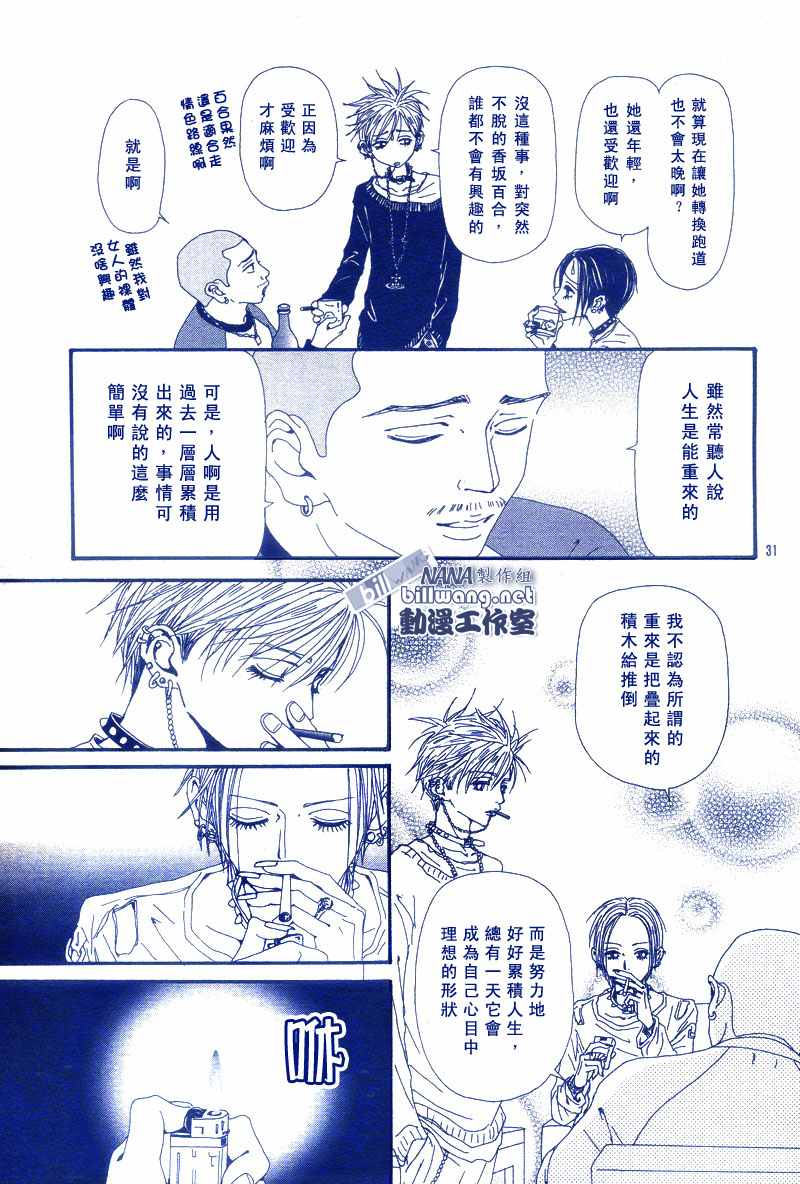 就算現在讓她轉換跑道
也不會太晚啊？
她還年輕，
也還受歡迎啊
沒這種事，對突然
不脫的香坂百合，
誰都不會有興趣的
正因為
受歡迎
才麻煩啊
百合果然
還是適合走
情色路線啊
就是
啊
雖然我對
女人的裸體
沒啥興趣
雖然常聽人說
人生是能重來的
可是，人啊是用
過去一層層累積
出來的，事情可
沒有說的這麼
簡單啊
31
bill wang
NANA製作組
billwang.net
動漫工作室
我不認為所謂的
重來是把疊起來的
積木給推倒
而是努力地
好好累積人生，
總有一天它會
成為自己心目中
理想的形狀
咻